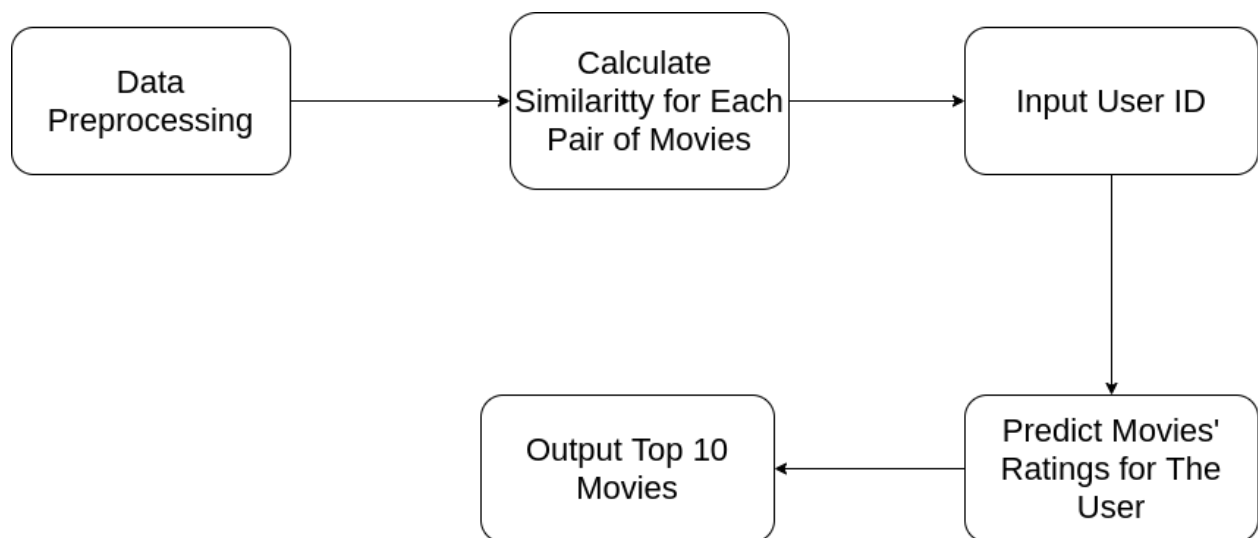 Data
Preprocessing
Calculate
Similaritty for Each
Pair of Movies
Input User ID
Predict Movies'
Ratings for The
User
Output Top 10
Movies